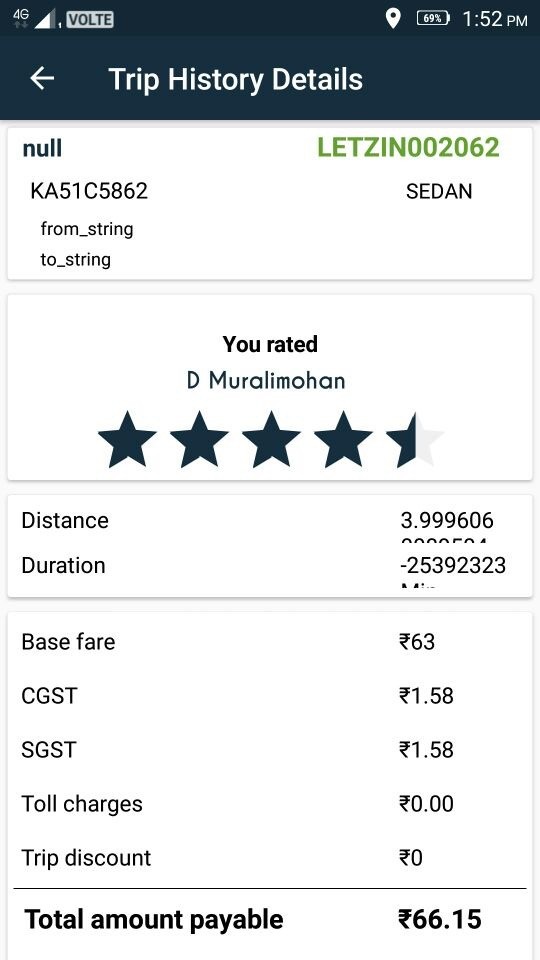 4G VOLTE 69% 1:52 PM
Trip History Details
null LETZIN002062
KA51C5862 SEDAN
from_string
to_string
You rated
D Muralimohan
Distance 3.999606
Duration -25392323
Base fare ₹63
CGST ₹1.58
SGST ₹1.58
Toll charges ₹0.00
Trip discount ₹0
Total amount payable ₹66.15